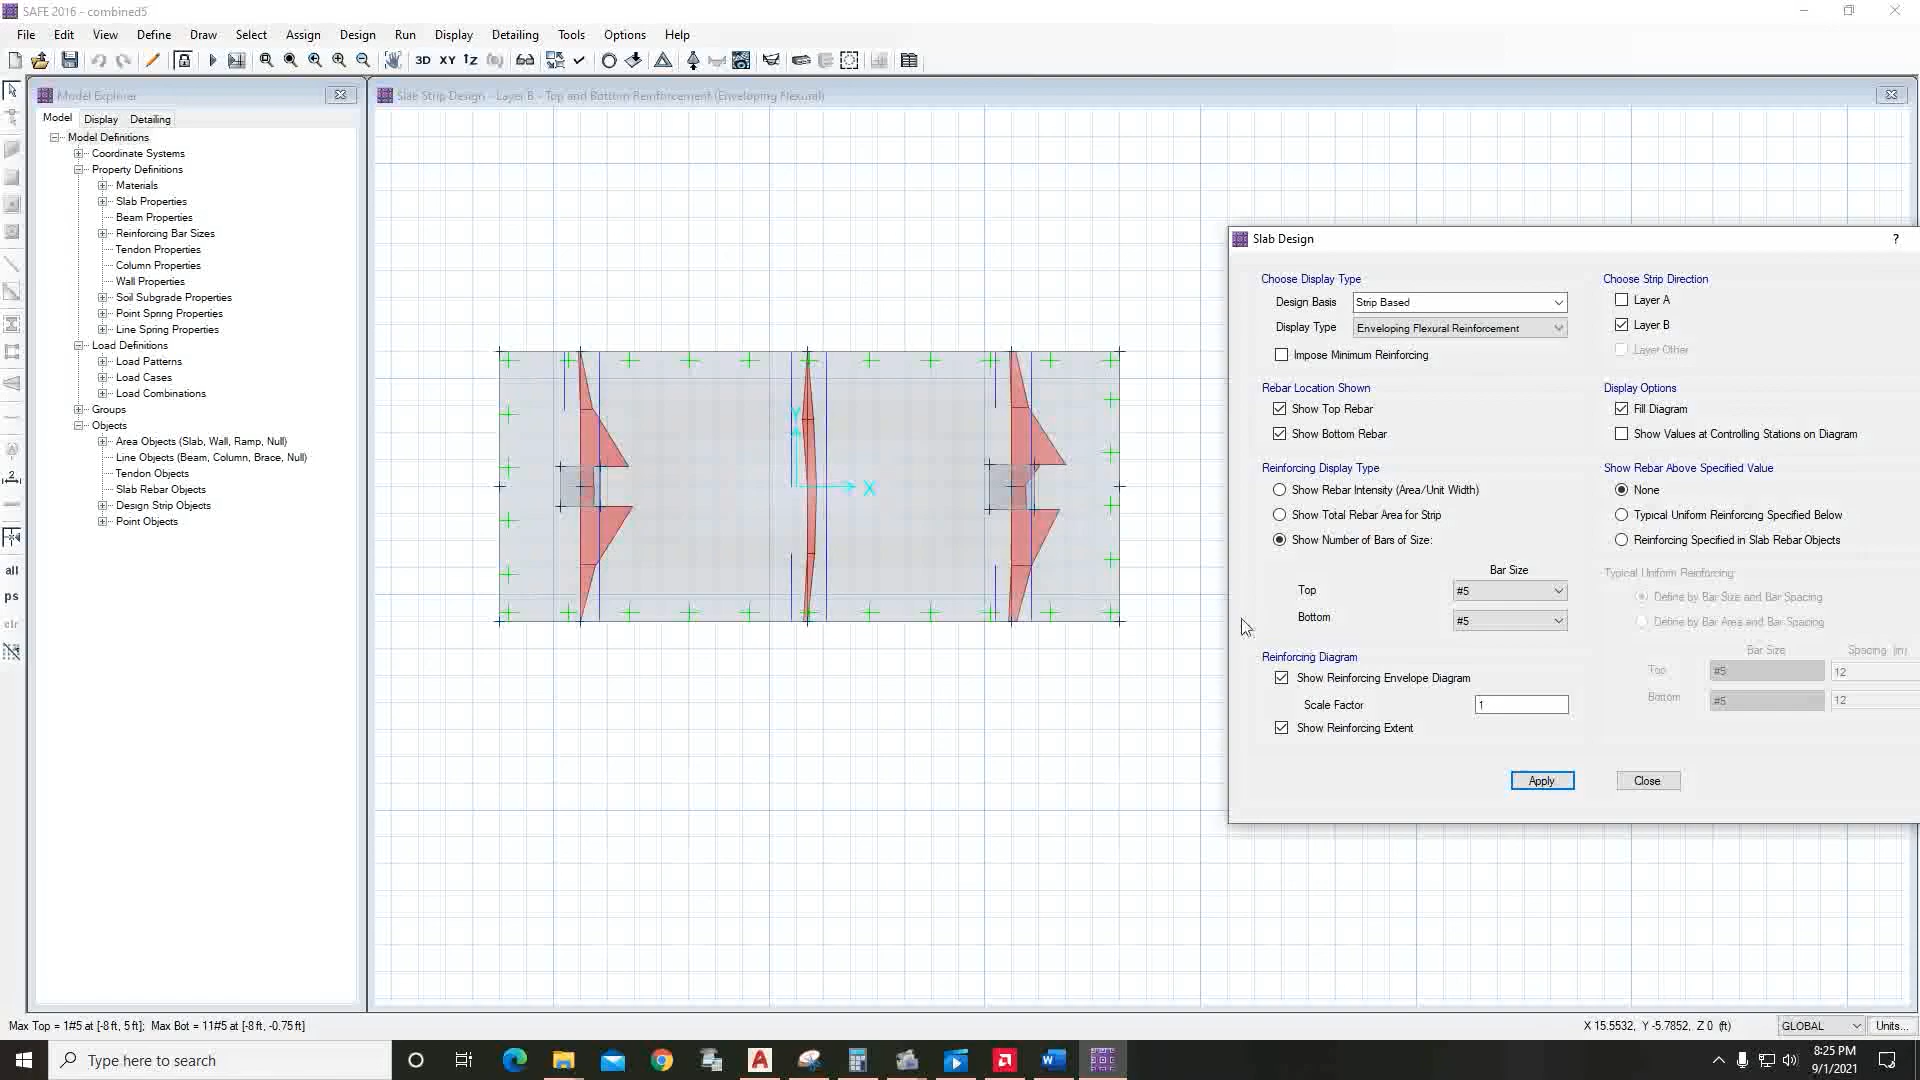 SAFE 2016 - combined5
File Edit View Define Draw Select Assign Design Run Display Detailing Tools Options Help
3D XY
Model Explorer
Slab Strip Design - Layer B - Top and Bottom Reinforcement (Enveloping Flexural)
Model Display Detailing
Model Definitions
Coordinate Systems
Property Definitions
Materials
Slab Properties
Beam Properties
Reinforcing Bar Sizes
Tendon Properties
Column Properties
Wall Properties
Soil Subgrade Properties
Point Spring Properties
Line Spring Properties
Load Definitions
Load Patterns
Load Cases
Load Combinations
Groups
Objects
Area Objects (Slab, Wall, Ramp, Null)
Line Objects (Beam, Column, Brace, Null)
Tendon Objects
Slab Rebar Objects
Design Strip Objects
Point Objects
all
ps
clr
Y
X
Slab Design
?
Choose Display Type
Design Basis Strip Based
Display Type Enveloping Flexural Reinforcement
Impose Minimum Reinforcing
Rebar Location Shown
Show Top Rebar
Show Bottom Rebar
Reinforcing Display Type
Show Rebar Intensity (Area/Unit Width)
Show Total Rebar Area for Strip
Show Number of Bars of Size:
Bar Size
Top #5
Bottom #5
Reinforcing Diagram
Show Reinforcing Envelope Diagram
Scale Factor 1
Show Reinforcing Extent
Choose Strip Direction
Layer A
Layer B
Layer Other
Display Options
Fill Diagram
Show Values at Controlling Stations on Diagram
Show Rebar Above Specified Value
None
Typical Uniform Reinforcing Specified Below
Reinforcing Specified in Slab Rebar Objects
Typical Uniform Reinforcing
Define by Bar Size and Bar Spacing
Define by Bar Area and Bar Spacing
Bar Size Spacing (in)
Top #5 12
Bottom #5 12
Apply Close
Max Top = 1#5 at [-8 ft, 5 ft]; Max Bot = 11#5 at [-8 ft, -0.75 ft]
X 15.5532, Y -5.7852, Z 0 (ft)
GLOBAL
Units...
Type here to search
8:25 PM
9/1/2021